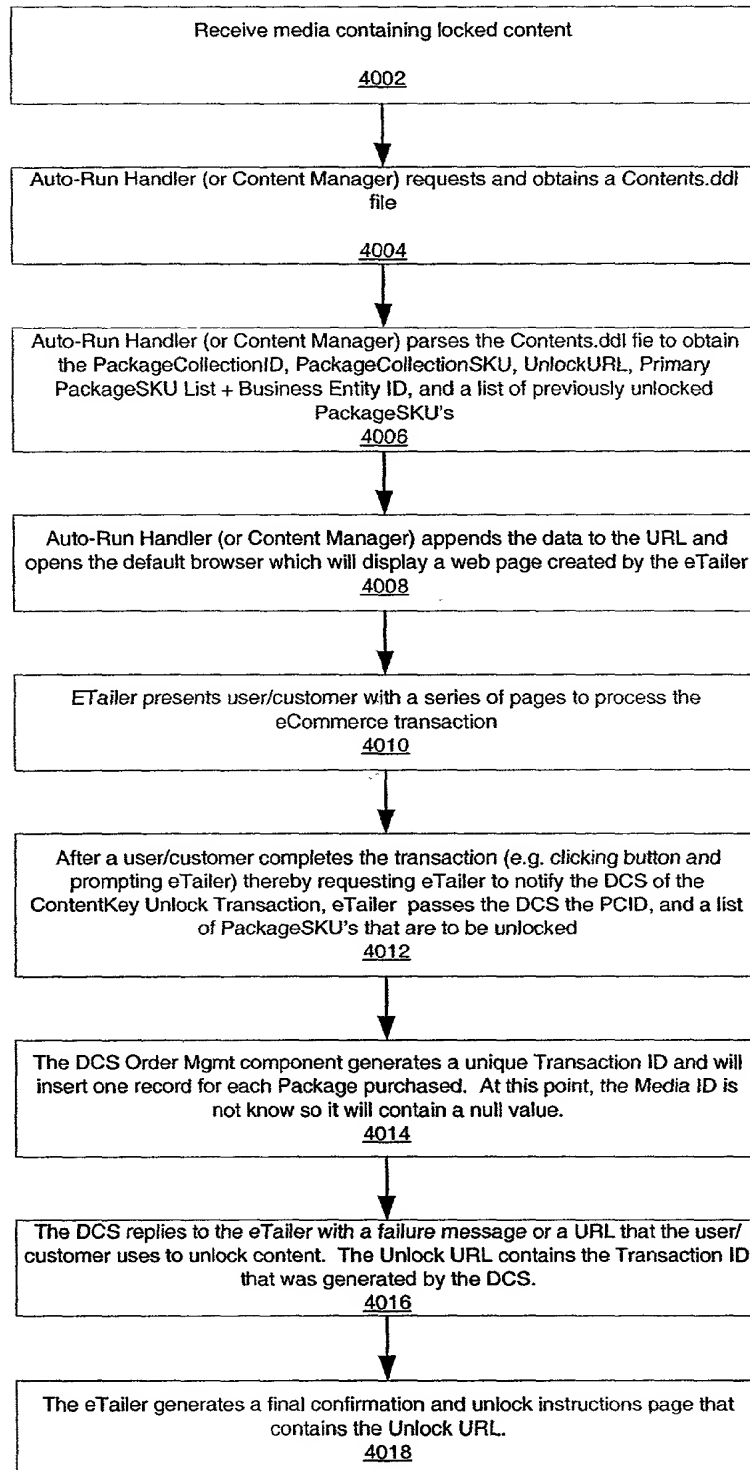 Receive media containing locked content
4002
Auto-Run Handler (or Content Manager) requests and obtains a Contents.ddl
file
4004
Auto-Run Handler (or Content Manager) parses the Contents.ddl fie to obtain
the PackageCollectionID, PackageCollectionSKU, UnlockURL, Primary
PackageSKU List + Business Entity ID, and a list of previously unlocked
PackageSKU's
4006
Auto-Run Handler (or Content Manager) appends the data to the URL and
opens the default browser which will display a web page created by the eTailer
4008
ETailer presents user/customer with a series of pages to process the
eCommerce transaction
4010
After a user/customer completes the transaction (e.g. clicking button and
prompting eTailer) thereby requesting eTailer to notify the DCS of the
ContentKey Unlock Transaction, eTailer passes the DCS the PCID, and a list
of PackageSKU's that are to be unlocked
4012
The DCS Order Mgmt component generates a unique Transaction ID and will
insert one record for each Package purchased. At this point, the Media ID is
not know so it will contain a null value.
4014
The DCS replies to the eTailer with a failure message or a URL that the user/
customer uses to unlock content. The Unlock URL contains the Transaction ID
that was generated by the DCS.
4016
The eTailer generates a final confirmation and unlock instructions page that
contains the Unlock URL.
4018